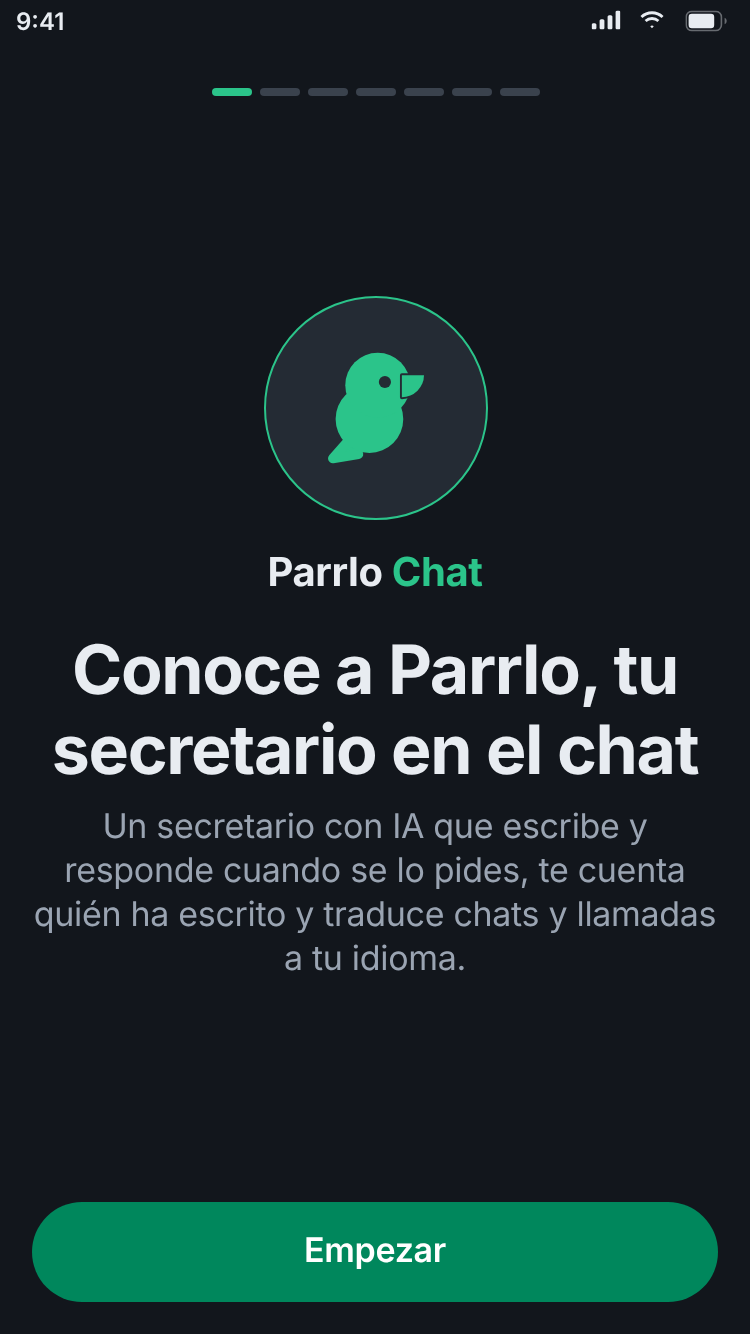 9:41
Parrlo Chat
Conoce a Parrlo, tu
secretario en el chat
Un secretario con IA que escribe y
responde cuando se lo pides, te cuenta
quién ha escrito y traduce chats y llamadas
a tu idioma.
Empezar